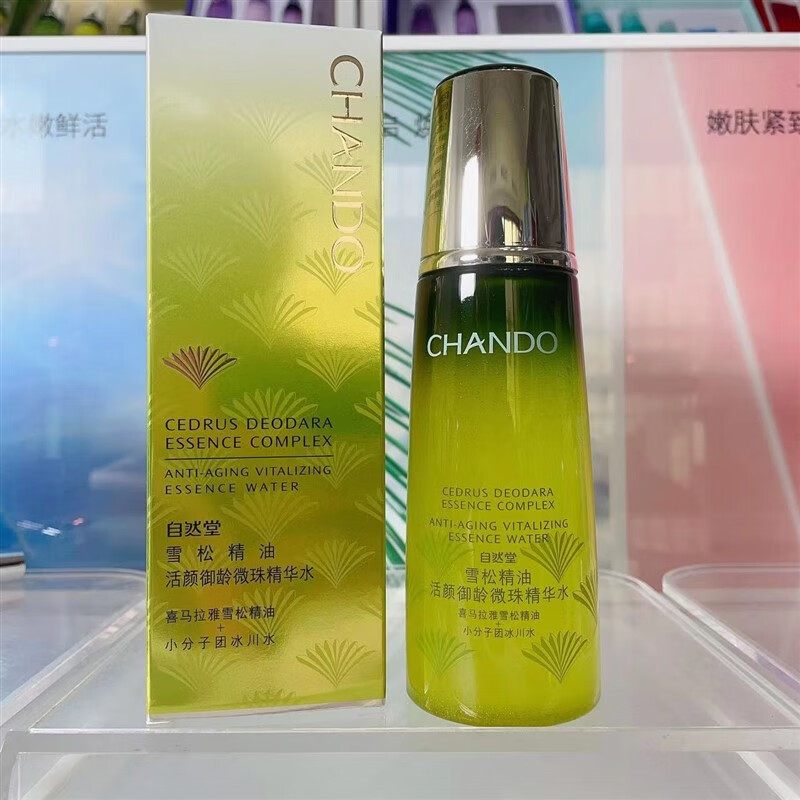 水嫩鲜活
嫩肤紧致
CHANDO
CEDRUS DEODARA
ESSENCE COMPLEX
ANTI-AGING VITALIZING
ESSENCE WATER
自然堂
雪松精油
活颜御龄微珠精华水
喜马拉雅雪松精油
+
小分子团冰川水
CHANDO
CEDRUS DEODARA
ESSENCE COMPLEX
ANTI-AGING VITALIZING
ESSENCE WATER
自然堂
雪松精油
活颜御龄微珠精华水
喜马拉雅雪松精油
+
小分子团冰川水